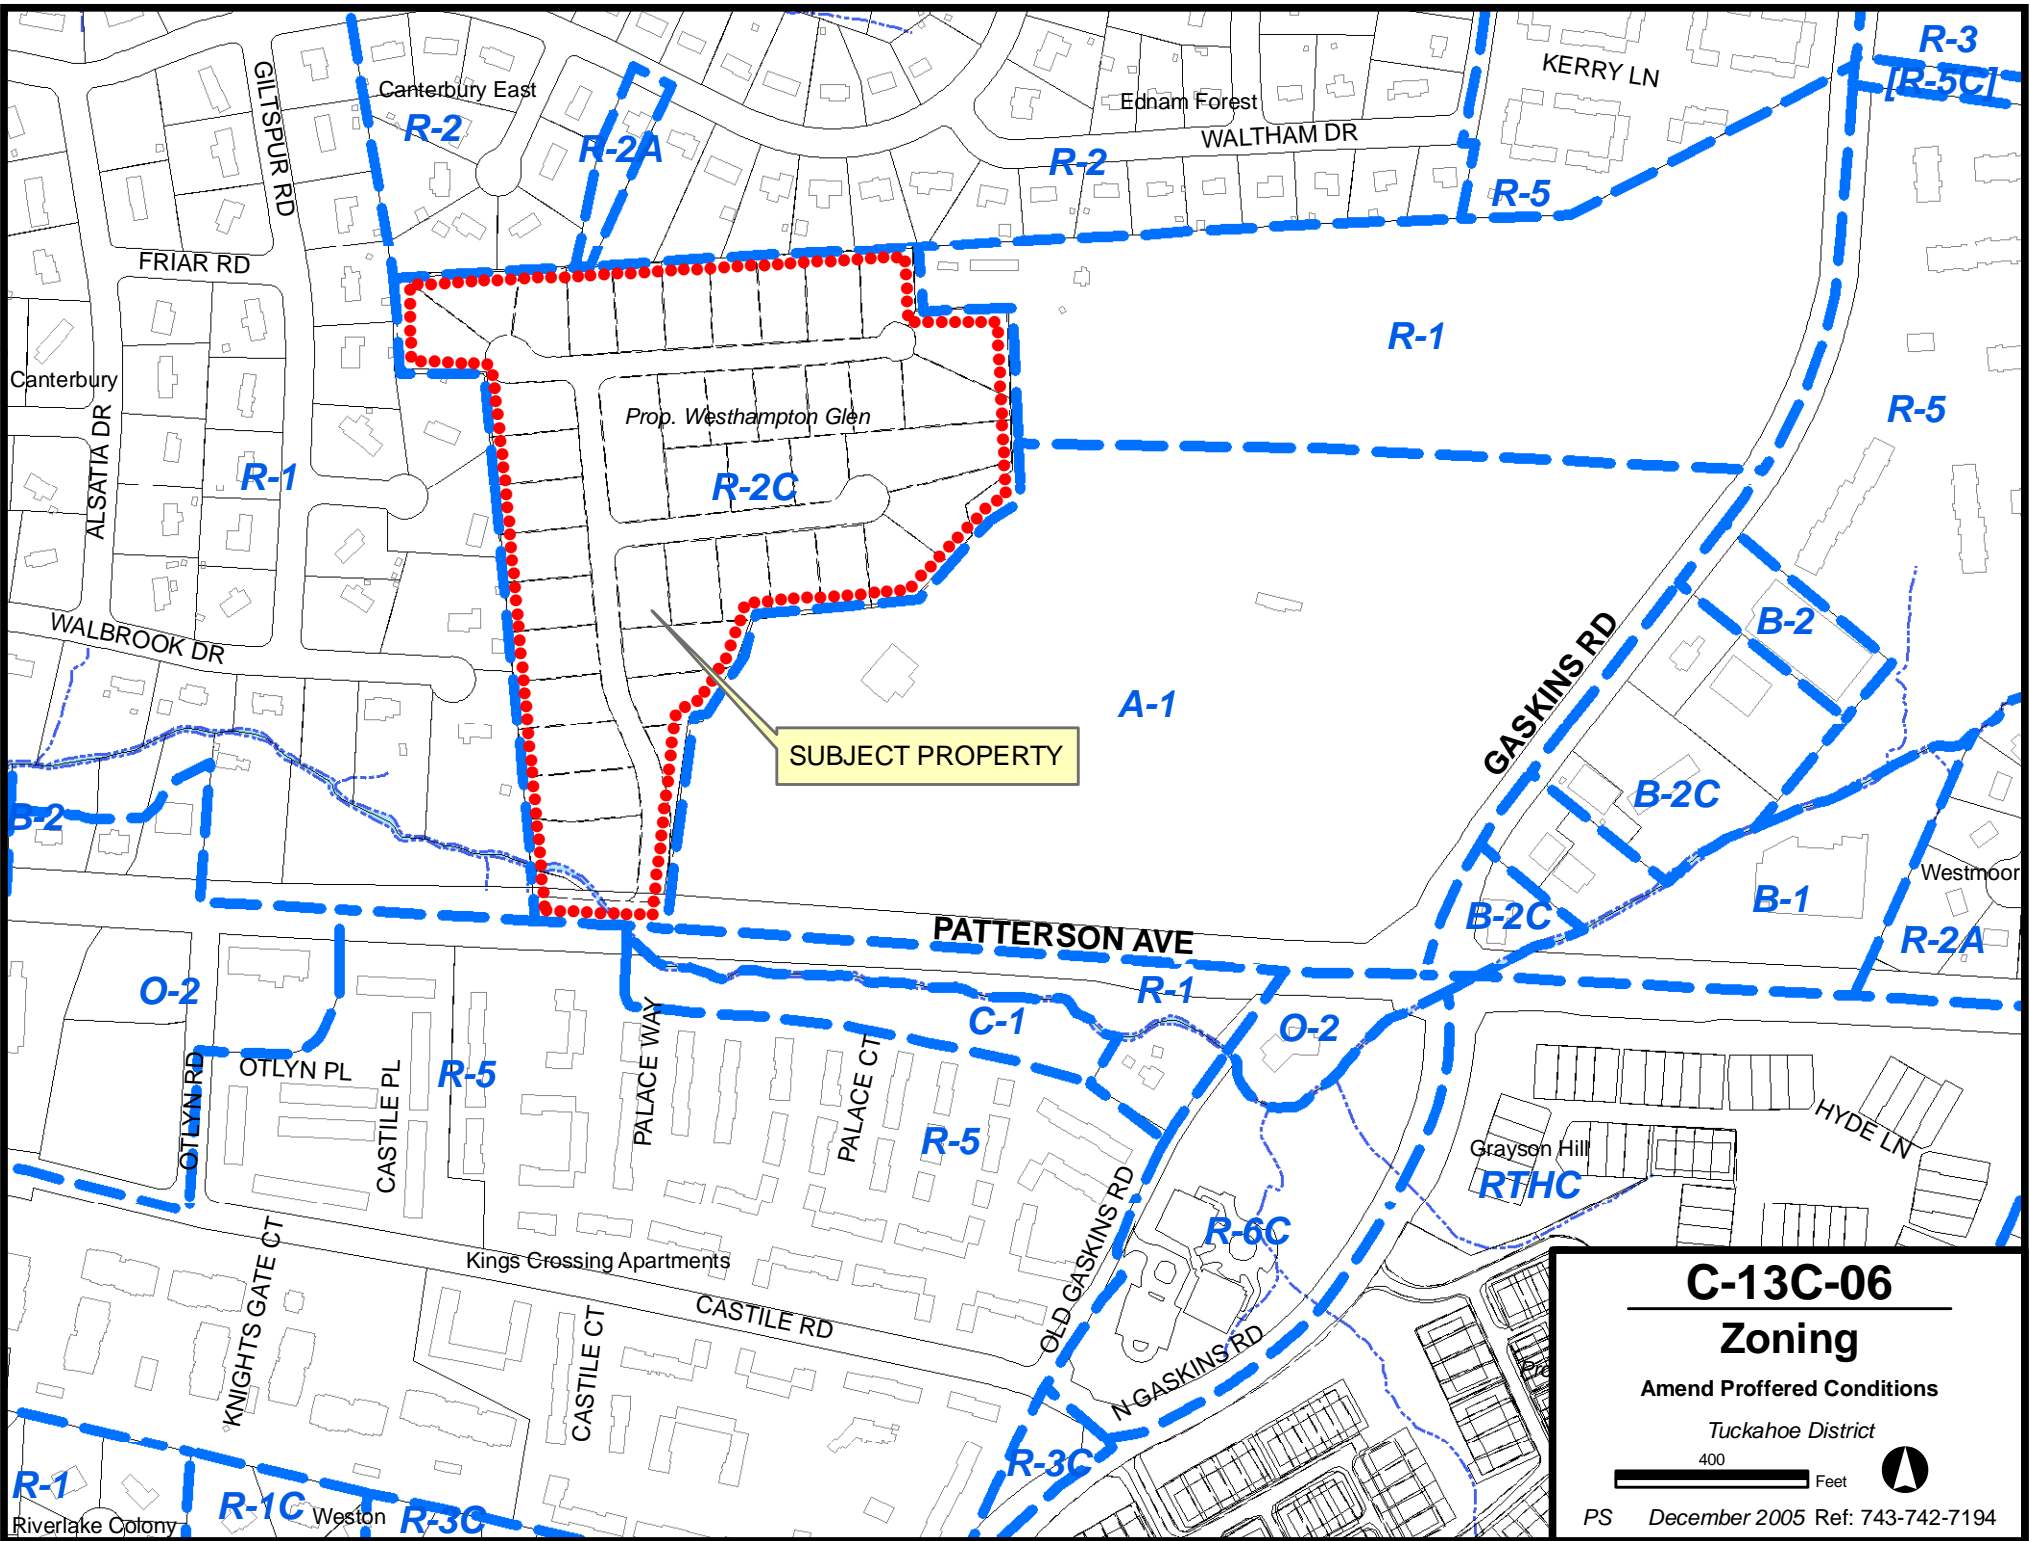 R-3
[R-5C]
KERRY LN
Canterbury East
Edham Forest
GILTSPUR RD
R-2
R-2A
WALTHAM DR
R-2
R-5
FRIAR RD
R-1
Canterbury
ALSATIA DR
R-1
Prop. Westhampton Glen
R-2C
R-5
WALBROOK DR
B-2
GASKINS RD
A-1
SUBJECT PROPERTY
B-2C
B-2
Westmoor
B-1
B-2C
R-2A
PATTERSON AVE
O-2
R-1
C-1
O-2
PALACE WAY
PALACE CT
OTLYN PL
OTLYN RD
CASTILE PL
R-5
R-5
HYDE LN
Grayson Hill
RTHC
OLD GASKINS RD
R-6C
Kings Crossing Apartments
KNIGHTS GATE CT
CASTILE RD
CASTILE CT
N GASKINS RD
R-3C
R-1
R-1C
Weston
R-3C
Riverlake Colony
C-13C-06
Zoning
Amend Proffered Conditions
Tuckahoe District
400
Feet
PS December 2005 Ref: 743-742-7194